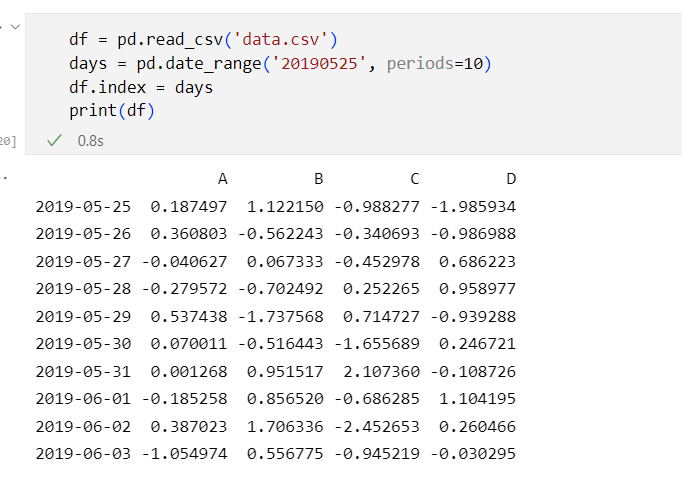 df = pd.read_csv('data.csv')
days = pd.date_range('20190525', periods=10)
df.index = days
print(df)
20]
0.8s
A B C D
2019-05-25 0.187497 1.122150 -0.988277 -1.985934
2019-05-26 0.360803 -0.562243 -0.340693 -0.986988
2019-05-27 -0.040627 0.067333 -0.452978 0.686223
2019-05-28 -0.279572 -0.702492 0.252265 0.958977
2019-05-29 0.537438 -1.737568 0.714727 -0.939288
2019-05-30 0.070011 -0.516443 -1.655689 0.246721
2019-05-31 0.001268 0.951517 2.107360 -0.108726
2019-06-01 -0.185258 0.856520 -0.686285 1.104195
2019-06-02 0.387023 1.706336 -2.452653 0.260466
2019-06-03 -1.054974 0.556775 -0.945219 -0.030295